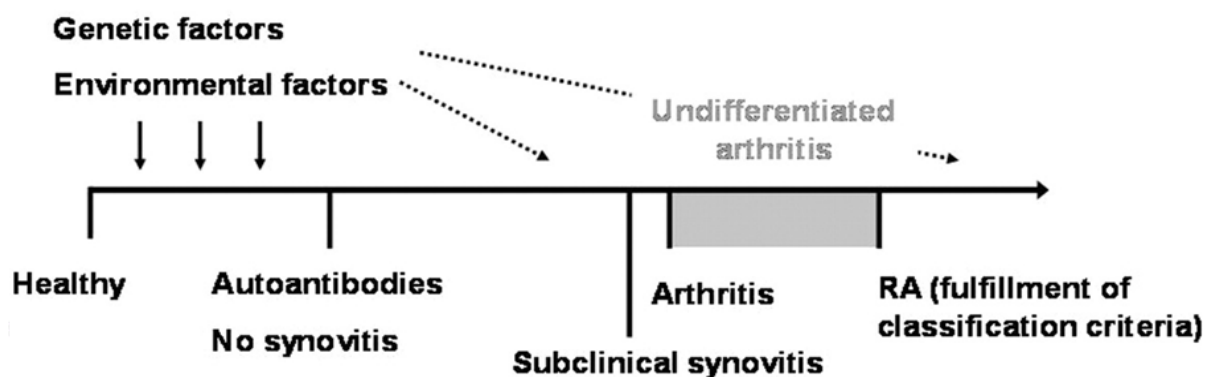 Genetic factors
Environmental factors
Undifferentiated
arthritis
Healthy
Autoantibodies
No synovitis
Subclinical synovitis
Arthritis
RA (fulfillment of
classification criteria)